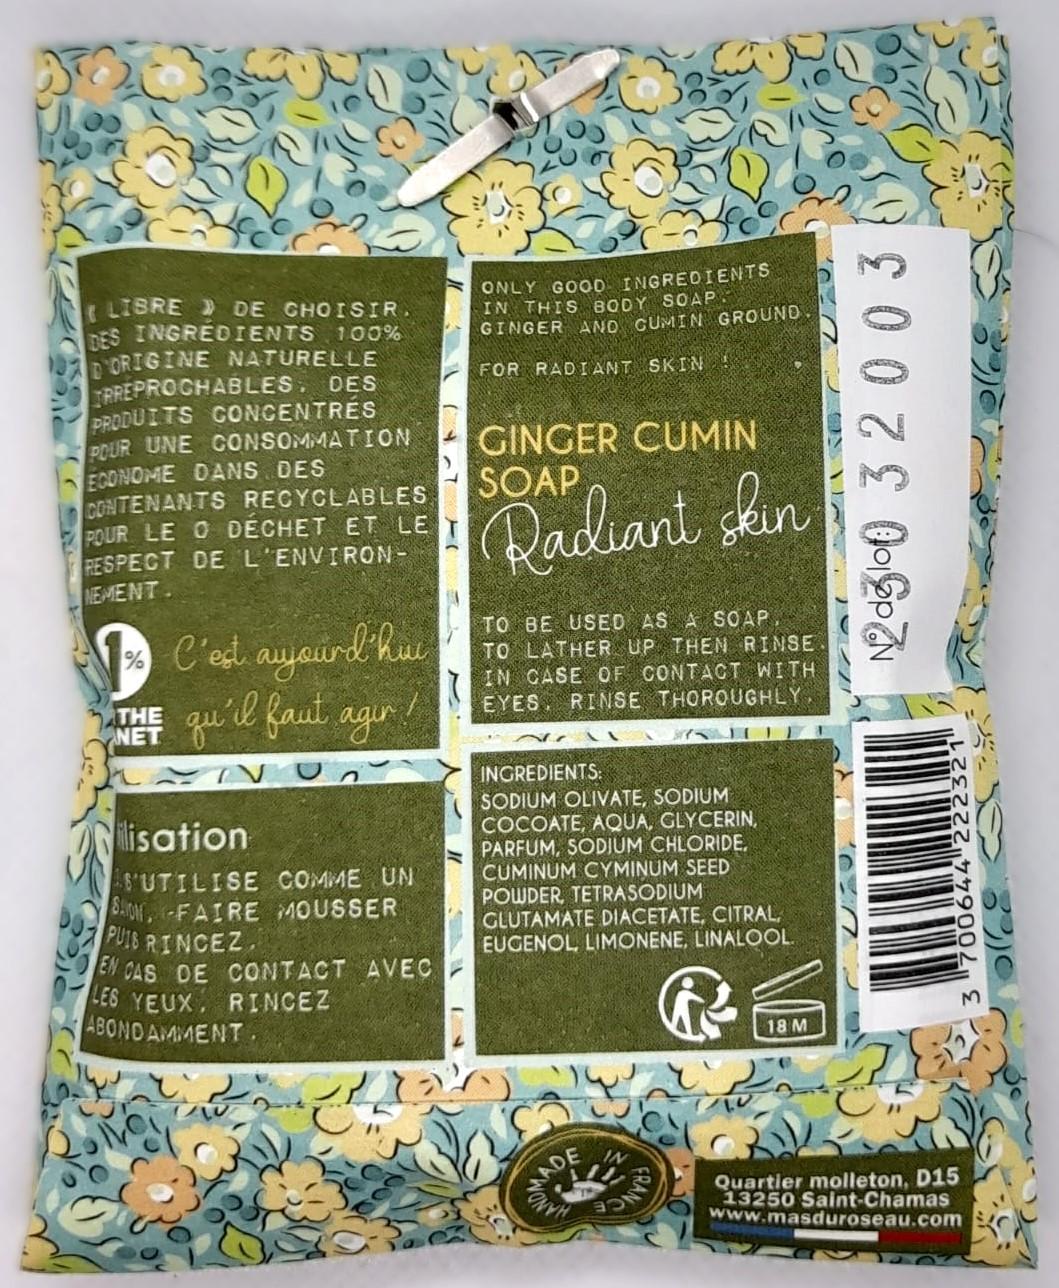 « LIBRE » DE CHOISIR.
DES INGRÉDIENTS 100%
D'ORIGINE NATURELLE
IRRÉPROCHABLES. DES
PRODUITS CONCENTRÉS
POUR UNE CONSOMMATION
ÉCONOME DANS DES
CONTENANTS RECYCLABLES
POUR LE 0 DÉCHET ET LE
RESPECT DE L'ENVIRON-
NEMENT.
1%
THE
NET
C'est aujourd'hui
qu'il faut agir !
ilisation
S'UTILISE COMME UN
SAVON, FAIRE MOUSSER
PUIS RINCEZ.
EN CAS DE CONTACT AVEC
LES YEUX, RINCEZ
ABONDAMMENT.
ONLY GOOD INGREDIENTS
IN THIS BODY SOAP:
GINGER AND CUMIN GROUND.
FOR RADIANT SKIN !
GINGER CUMIN
SOAP
Radiant skin
TO BE USED AS A SOAP.
TO LATHER UP THEN RINSE.
IN CASE OF CONTACT WITH
EYES, RINSE THOROUGHLY.
INGREDIENTS:
SODIUM OLIVATE, SODIUM
COCOATE, AQUA, GLYCERIN,
PARFUM, SODIUM CHLORIDE,
CUMINUM CYMINUM SEED
POWDER, TETRASODIUM
GLUTAMATE DIACETATE, CITRAL,
EUGENOL, LIMONENE, LINALOOL.
18 M
N° de lot:
23032003
3 700644 222321
HANDMADE IN FRANCE
Quartier molleton, D15
13250 Saint-Chamas
www.masduroseau.com